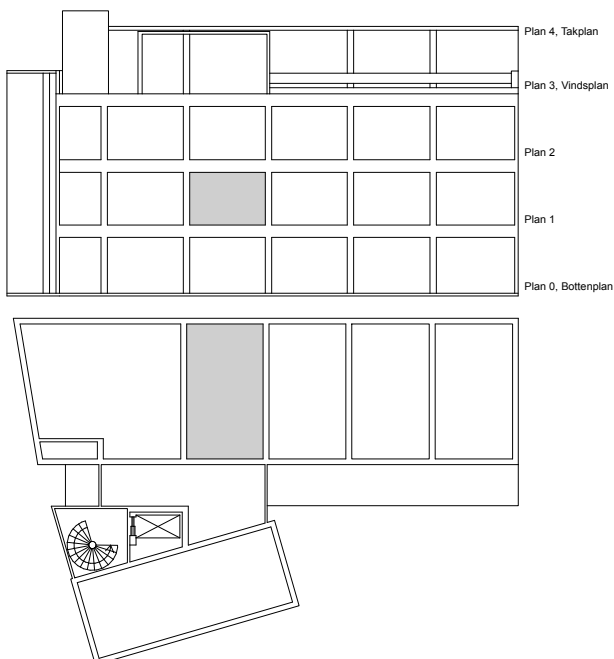 Plan 4, Takplan
Plan 3, Vindsplan
Plan 2
Plan 1
Plan 0, Bottenplan